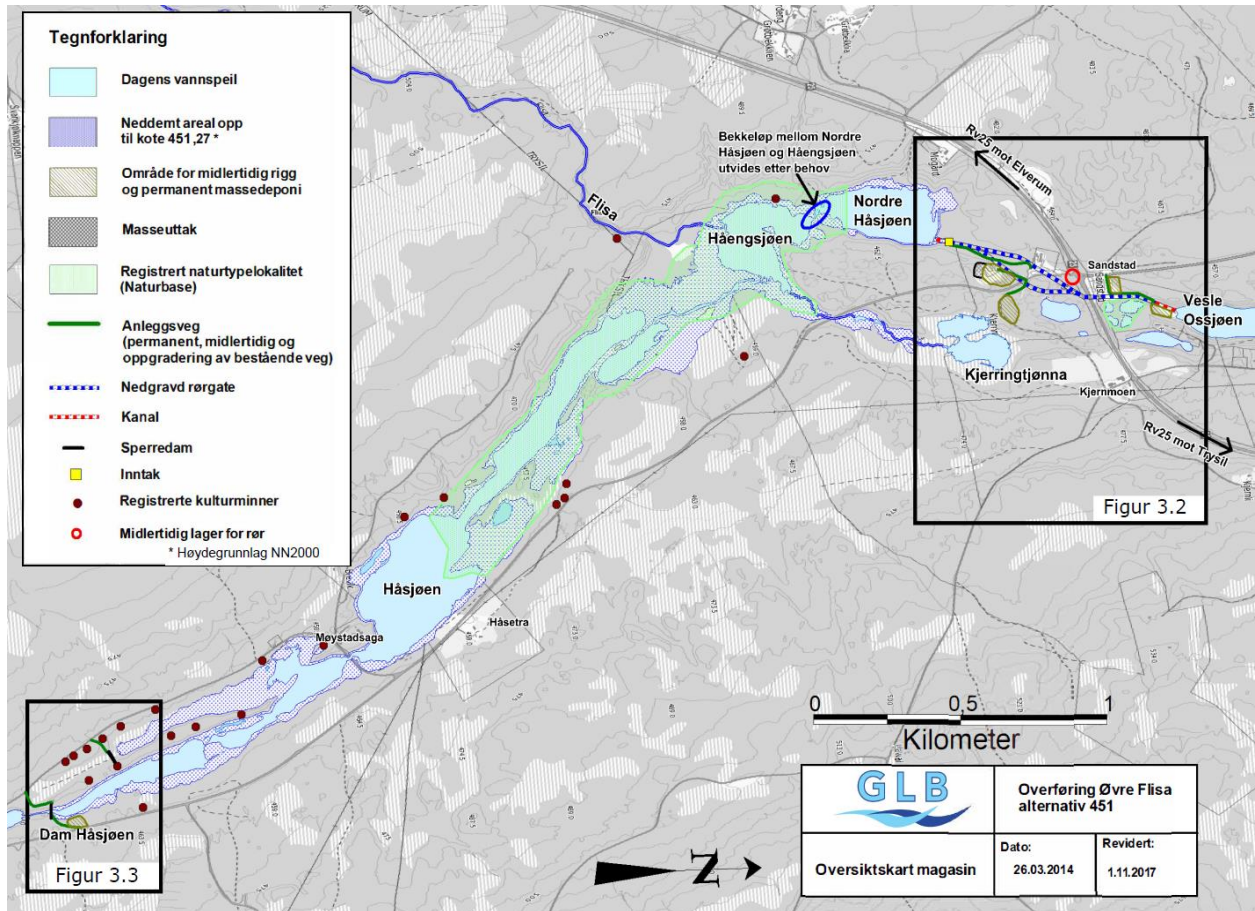 Tegnforklaring
Dagens vannspeil
Neddemt areal opp
til kote 451,27 *
Område for midlertidig rigg
og permanent massedeponi
Masseuttak
Registrert naturtypelokalitet
(Naturbase)
Anleggsveg
(permanent, midlertidig og
oppgradering av bestående veg)
Nedgravd rørgate
Kanal
Sperredam
Inntak
Registrerte kulturminner
Midlertidig lager for rør
* Høydegrunnlag NN2000
Bekkeløp mellom Nordre
Håsjøen og Håengsjøen
utvides etter behov
Rv25 mot Elverum
Flisa
Håengsjøen
Nordre
Håsjøen
Sandstad
Vesle
Ossjøen
Kjerringtjønna
Kjernmoen
Rv25 mot Trysil
Figur 3.2
Håsjøen
Håsetra
Møystadsaga
Dam Håsjøen
Figur 3.3
0 0,5 1
Kilometer
N
GLB
Overføring Øvre Flisa
alternativ 451
Oversiktskart magasin
Dato:
26.03.2014
Revidert:
1.11.2017